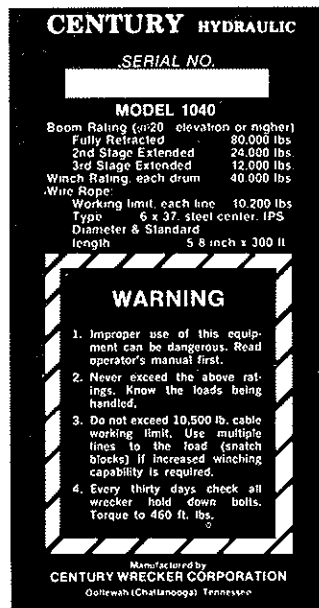 CENTURY HYDRAULIC
SERIAL NO.
MODEL 1040
Boom Rating (@20 elevation or higher)
Fully Retracted 80,000 lbs
2nd Stage Extended 24,000 lbs
3rd Stage Extended 12,000 lbs
Winch Rating, each drum 40,000 lbs
Wire Rope:
Working limit, each line 10,200 lbs
Type 6 x 37, steel center, IPS
Diameter & Standard
length 5 8 inch x 300 ft
WARNING
1. Improper use of this equip-
ment can be dangerous. Read
operator's manual first.
2. Never exceed the above rat-
ings. Know the loads being
handled.
3. Do not exceed 10,500 lb. cable
working limit. Use multiple
lines to the load (snatch
blocks) if increased winching
capability is required.
4. Every thirty days check all
wrecker hold down bolts.
Torque to 460 ft. lbs.
Manufactured by
CENTURY WRECKER CORPORATION
Ooltewah (Chattanooga) Tennessee